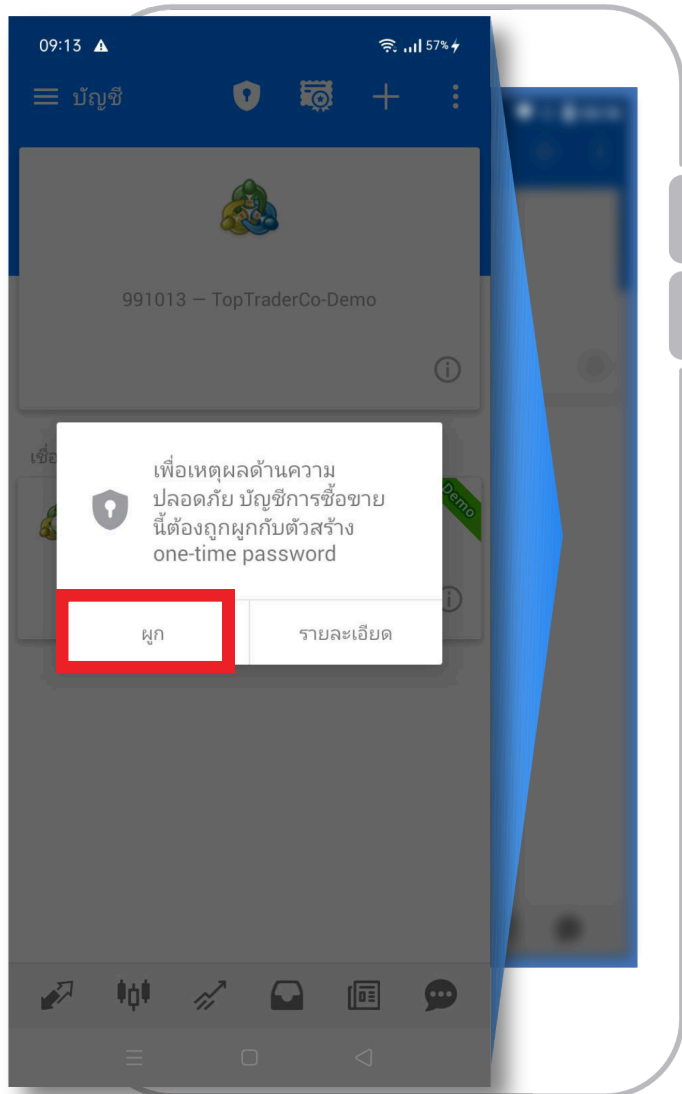 09:13
57%
บัญชี
991013 – TopTraderCo-Demo
เชื่อ
Demo
เพื่อเหตุผลด้านความ
ปลอดภัย บัญชีการซื้อขาย
นี้ต้องถูกผูกกับตัวสร้าง
one-time password
ผูก
รายละเอียด